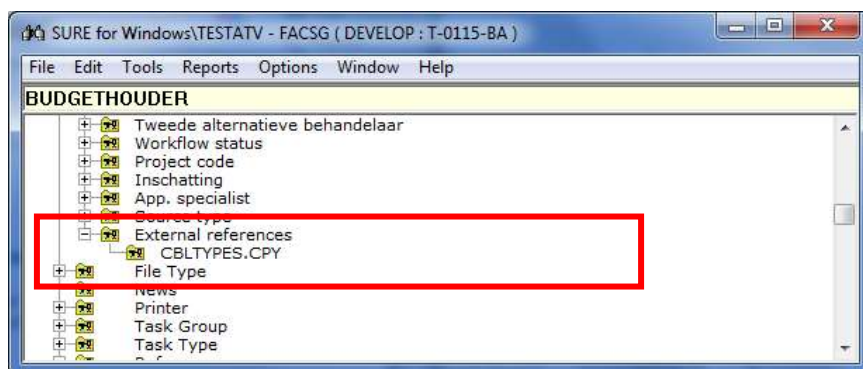 SURE for Windows\TESTATV - FACSG ( DEVELOP : T-0115-BA )
File Edit Tools Reports Options Window Help
BUDGETHOUDER
Tweede alternatieve behandelaar
Workflow status
Project code
Inschatting
App. specialist
Source type
External references
CBLTYPES.CPY
File Type
News
Printer
Task Group
Task Type